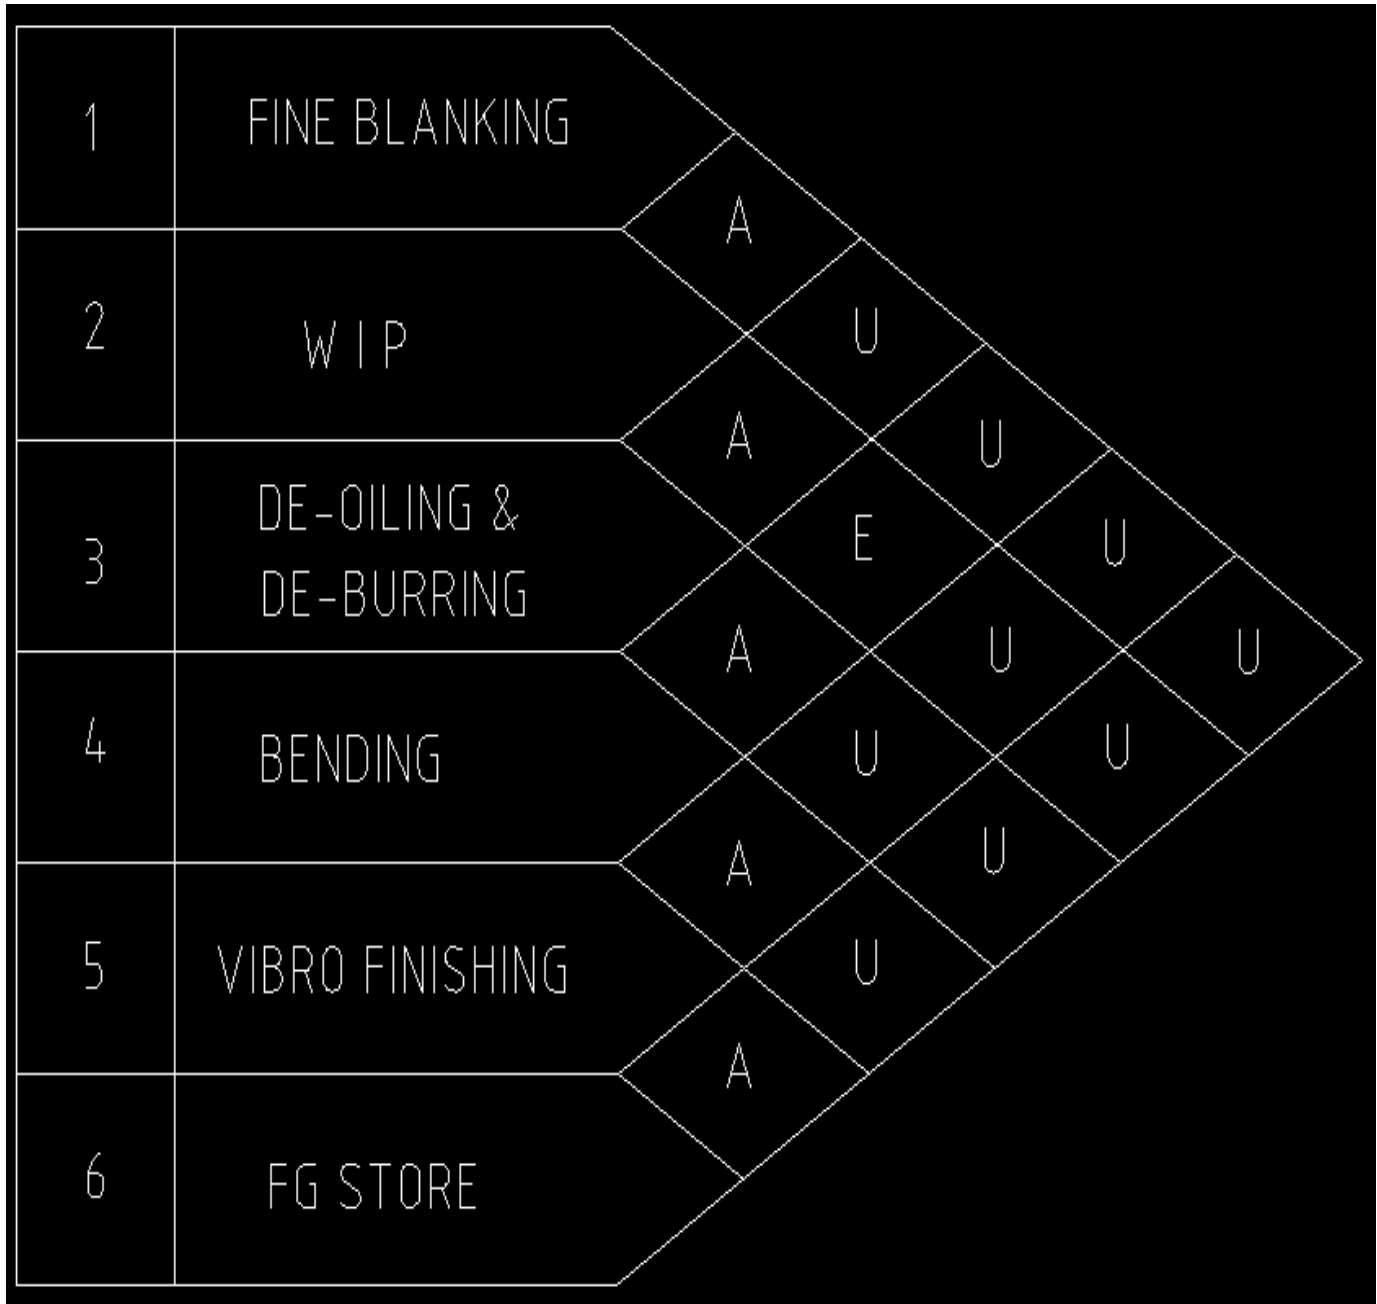 1 FINE BLANKING
A
2 W I P
U
A
U
3 DE-OILING &
DE-BURRING
E
U
A
U
U
4 BENDING
U
U
A
U
5 VIBRO FINISHING
U
A
6 FG STORE